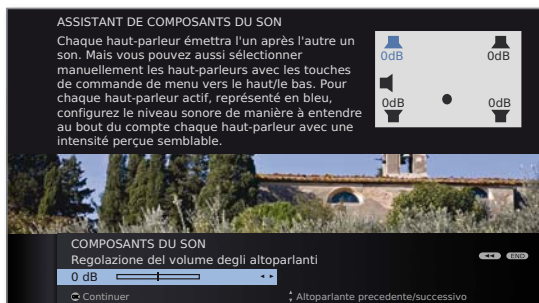 ASSISTANT DE COMPOSANTS DU SON
Chaque haut-parleur émettra l'un après l'autre un
son. Mais vous pouvez aussi sélectionner
manuellement les haut-parleurs avec les touches
de commande de menu vers le haut/le bas. Pour
chaque haut-parleur actif, représenté en bleu,
configurez le niveau sonore de manière à entendre
au bout du compte chaque haut-parleur avec une
intensité perçue semblable.
0dB
0dB
0dB
0dB
COMPOSANTS DU SON
Regolazione del volume degli altoparlanti
END
0 dB
OK Continuer
Altoparlante precedente/successivo